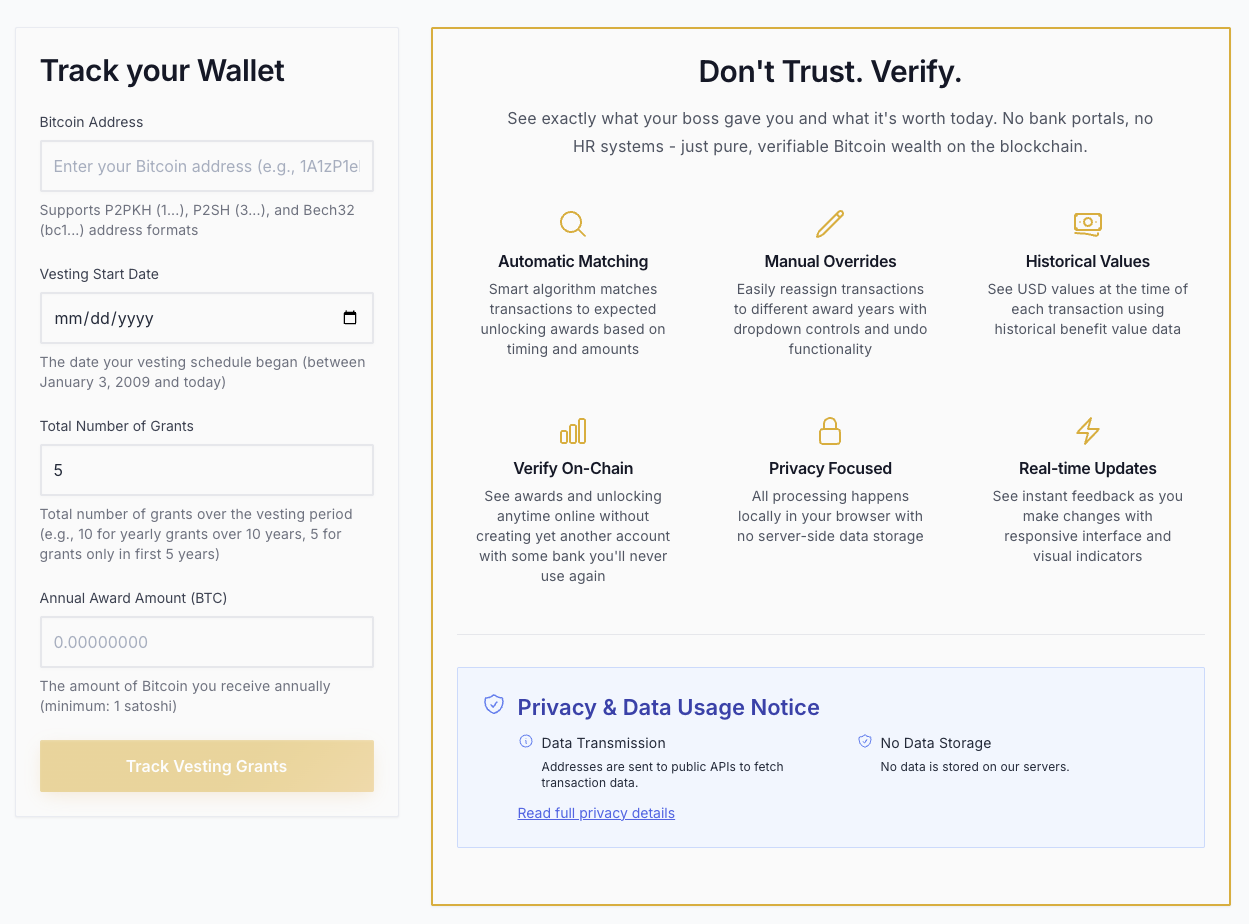 Track your Wallet
Bitcoin Address
Enter your Bitcoin address (e.g., 1A1zP1e
Supports P2PKH (1...), P2SH (3...), and Bech32
(bc1...) address formats
Vesting Start Date
mm/dd/yyyy
The date your vesting schedule began (between
January 3, 2009 and today)
Total Number of Grants
5
Total number of grants over the vesting period
(e.g., 10 for yearly grants over 10 years, 5 for
grants only in first 5 years)
Annual Award Amount (BTC)
0.00000000
The amount of Bitcoin you receive annually
(minimum: 1 satoshi)
Track Vesting Grants
Don't Trust. Verify.
See exactly what your boss gave you and what it's worth today. No bank portals, no
HR systems - just pure, verifiable Bitcoin wealth on the blockchain.
Automatic Matching
Smart algorithm matches
transactions to expected
unlocking awards based on
timing and amounts
Manual Overrides
Easily reassign transactions
to different award years with
dropdown controls and undo
functionality
Historical Values
See USD values at the time of
each transaction using
historical benefit value data
Verify On-Chain
See awards and unlocking
anytime online without
creating yet another account
with some bank you'll never
use again
Privacy Focused
All processing happens
locally in your browser with
no server-side data storage
Real-time Updates
See instant feedback as you
make changes with
responsive interface and
visual indicators
Privacy & Data Usage Notice
Data Transmission
Addresses are sent to public APIs to fetch
transaction data.
No Data Storage
No data is stored on our servers.
Read full privacy details